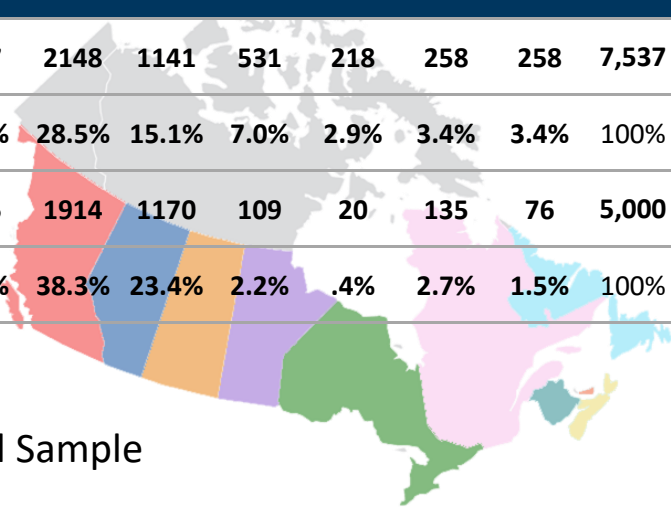 2148 1141 531 218 258 258 7,537
% 28.5% 15.1% 7.0% 2.9% 3.4% 3.4% 100%
1914 1170 109 20 135 76 5,000
% 38.3% 23.4% 2.2% .4% 2.7% 1.5% 100%
Sample